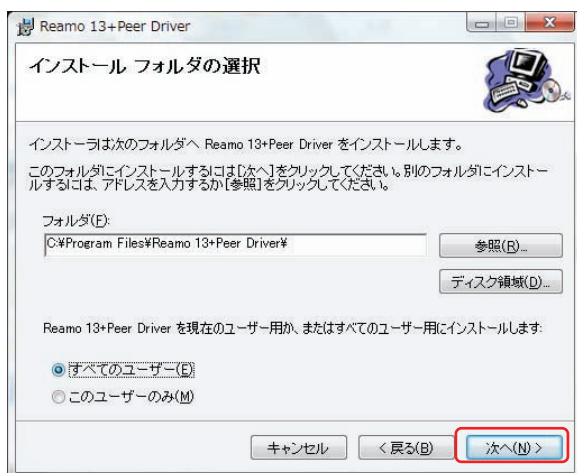 Reamo 13+Peer Driver
インストール フォルダの選択
インストーラは次のフォルダへ Reamo 13+Peer Driver をインストールします。
このフォルダにインストールするには[次へ]をクリックしてください。別のフォルダにインストー
ルするには、アドレスを入力するか[参照]をクリックしてください。
フォルダ(F):
C:¥Program Files¥Reamo 13+Peer Driver¥
参照(R)...
ディスク領域(D)...
Reamo 13+Peer Driver を現在のユーザー用か、またはすべてのユーザー用にインストールします:
すべてのユーザー(E)
このユーザーのみ(M)
キャンセル
< 戻る(B)
次へ(N) >